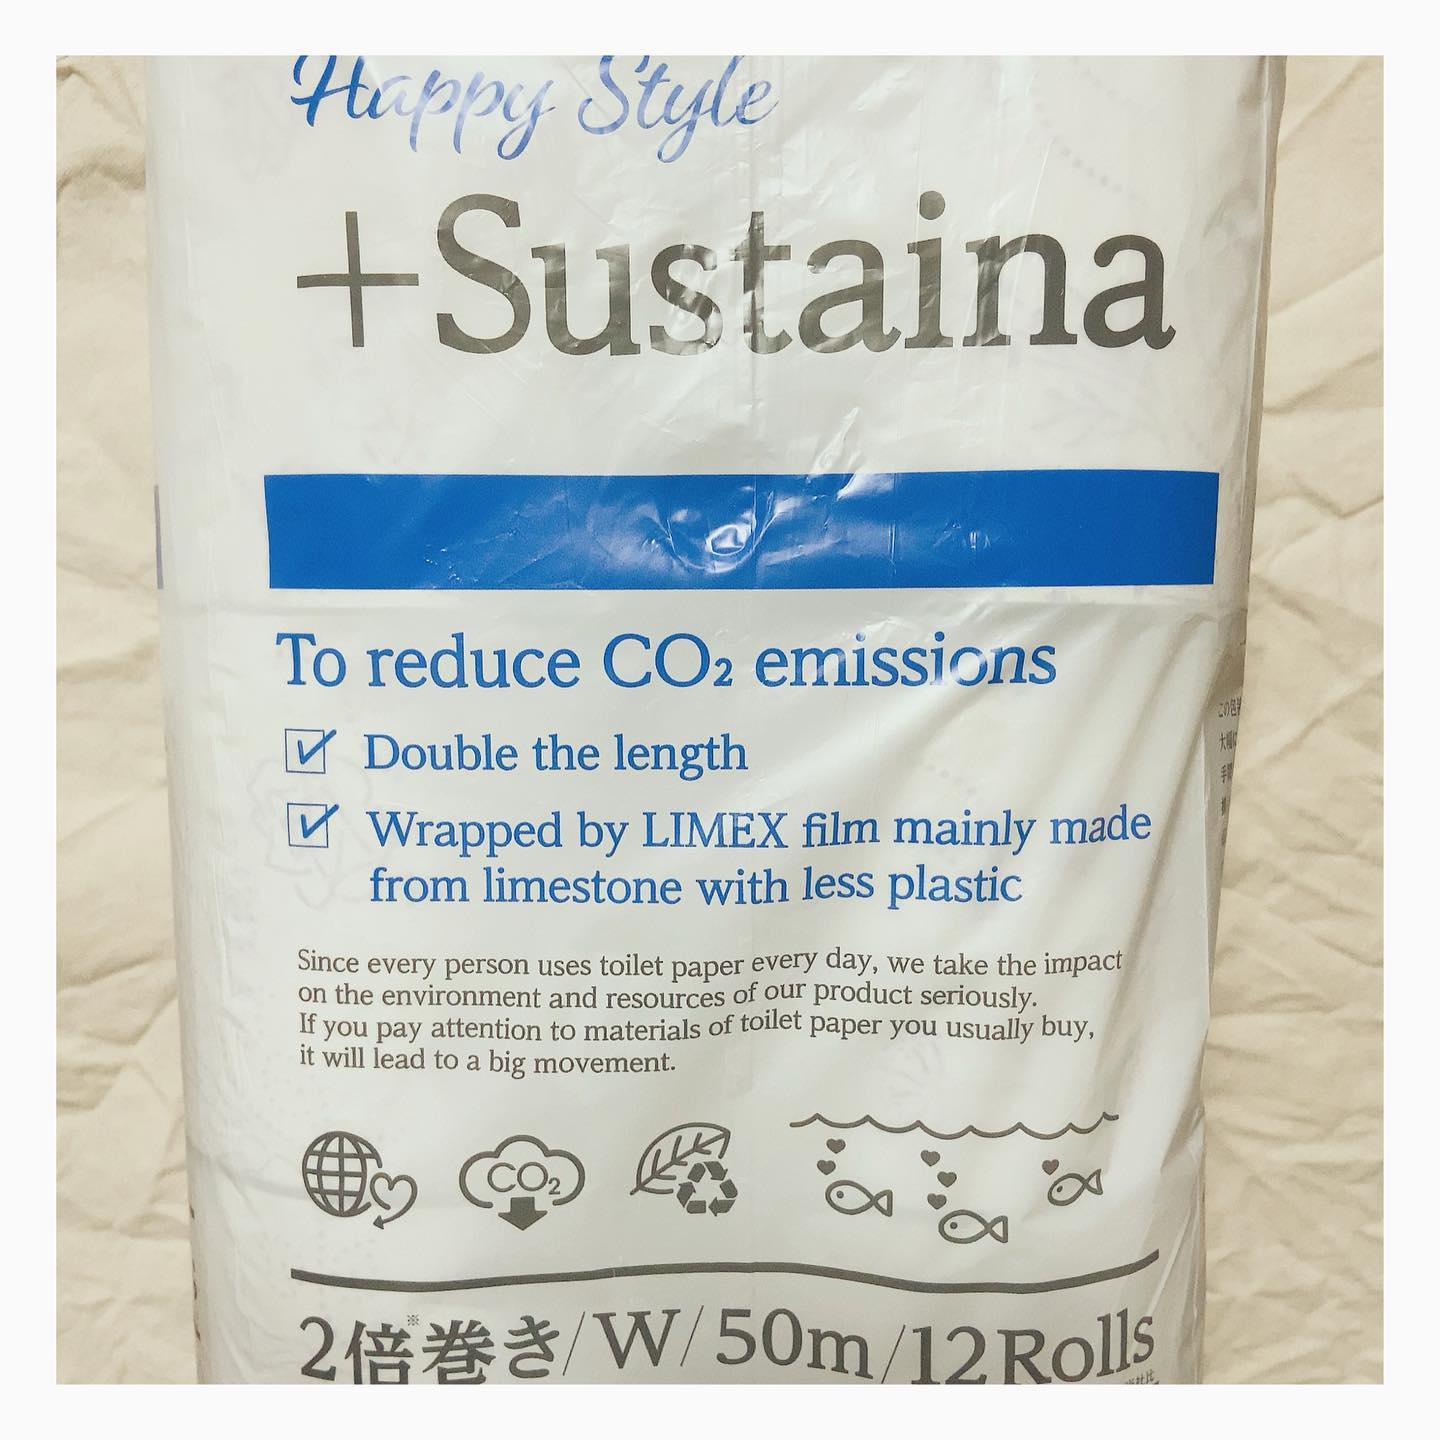 Happy Style
+Sustaina
To reduce CO₂ emissions
Double the length
Wrapped by LIMEX film mainly made
from limestone with less plastic
Since every person uses toilet paper every day, we take the impact
on the environment and resources of our product seriously.
If you pay attention to materials of toilet paper you usually buy,
it will lead to a big movement.
CO₂
2倍※巻き/W/50m/12Rolls